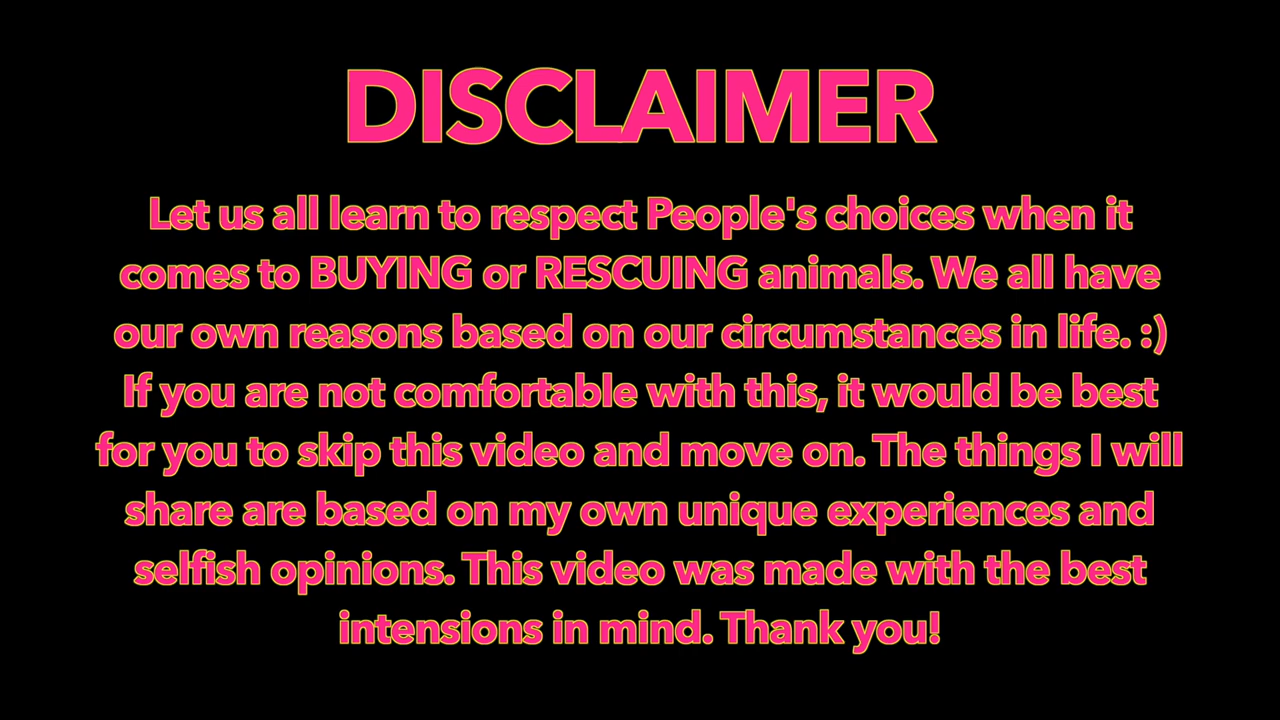 DISCLAIMER
Let us all learn to respect People's choices when it
comes to BUYING or RESCUING animals. We all have
our own reasons based on our circumstances in life. :)
If you are not comfortable with this, it would be best
for you to skip this video and move on. The things I will
share are based on my own unique experiences and
selfish opinions. This video was made with the best
intensions in mind. Thank you!